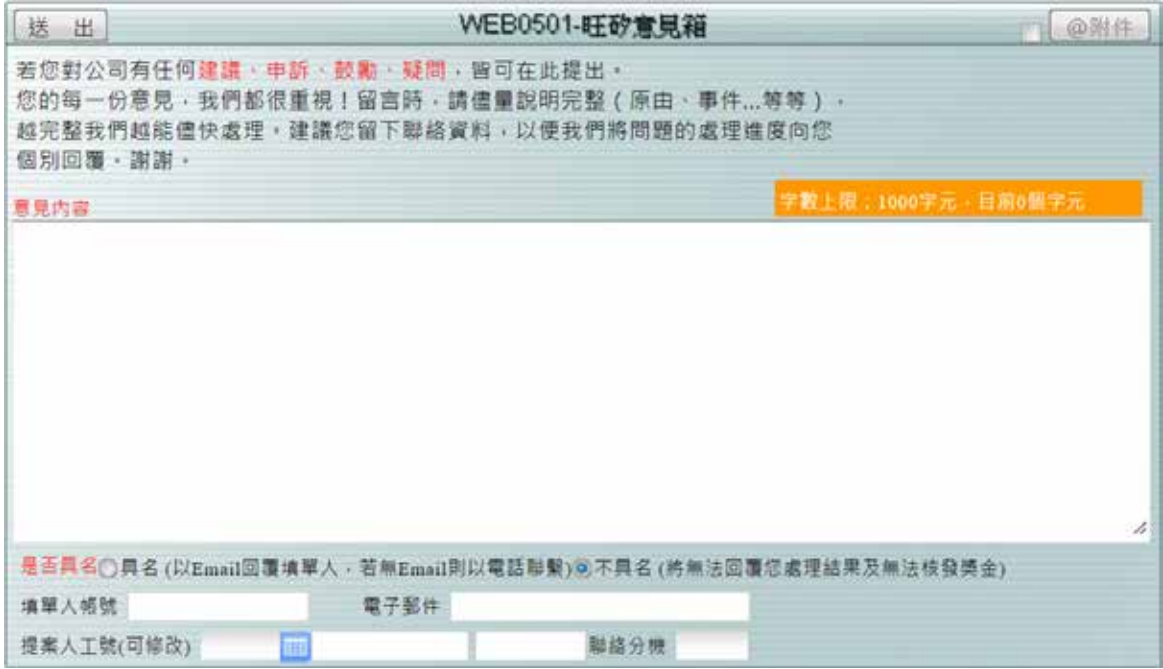 送 出
WEB0501-旺矽意見箱
@附件
若您對公司有任何建議、申訴、鼓勵、疑問，皆可在此提出。
您的每一份意見，我們都很重視！留言時，請儘量說明完整（原由、事件...等等），
越完整我們越能儘快處理。建議您留下聯絡資料，以便我們將問題的處理進度向您
個別回覆。謝謝。
意見內容
字數上限：1000字元，目前0個字元
是否具名 具名 (以Email回覆填單人，若無Email則以電話聯繫) 不具名 (將無法回覆您處理結果及無法核發獎金)
填單人帳號 電子郵件
提案人工號(可修改) 聯絡分機